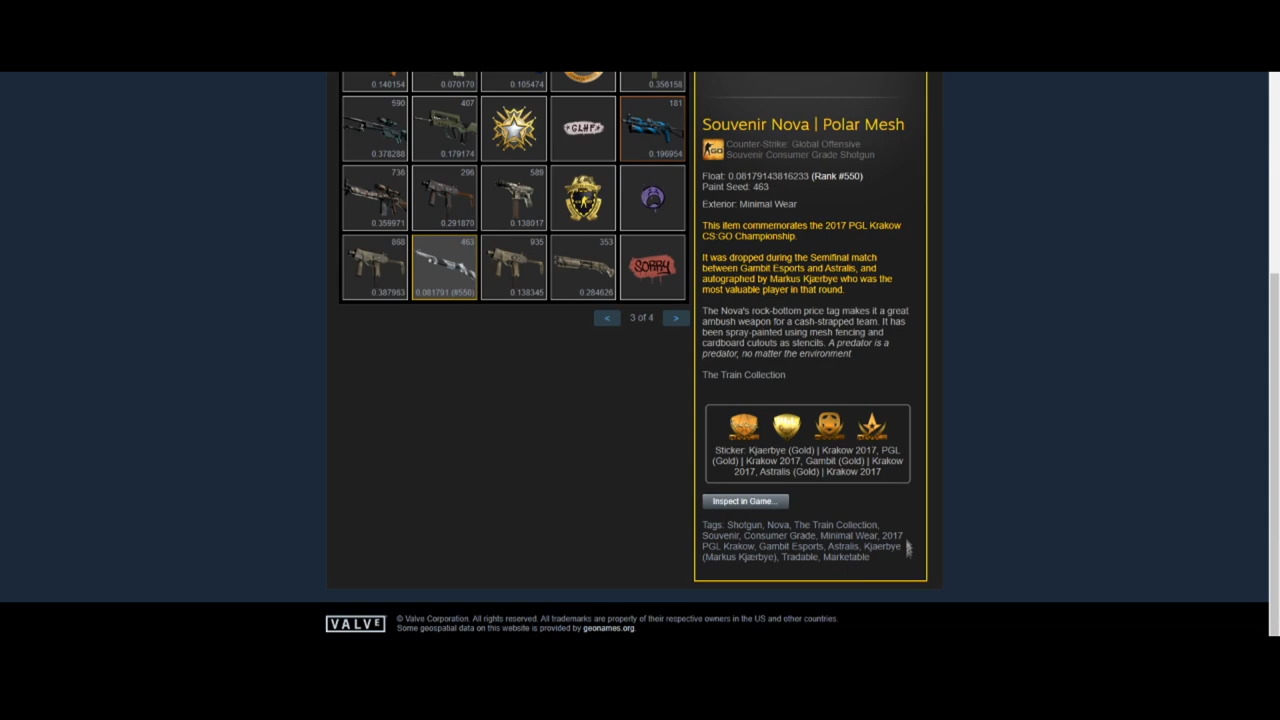 0.140154 0.070170 0.105474 0.356158
590 407 181
GLHF
0.378288 0.179174 0.196954
736 296 589
0.359971 0.291870 0.138017
868 463 935 353
SORRY
0.387963 0.081791 (#550) 0.138345 0.284626
< 3 of 4 >
Souvenir Nova | Polar Mesh
Counter-Strike: Global Offensive
Souvenir Consumer Grade Shotgun
Float: 0.08179143816233 (Rank #550)
Paint Seed: 463
Exterior: Minimal Wear
This item commemorates the 2017 PGL Krakow
CS:GO Championship.
It was dropped during the Semifinal match
between Gambit Esports and Astralis, and
autographed by Markus Kjærbye who was the
most valuable player in that round.
The Nova's rock-bottom price tag makes it a great
ambush weapon for a cash-strapped team. It has
been spray-painted using mesh fencing and
cardboard cutouts as stencils. A predator is a
predator, no matter the environment
The Train Collection
Sticker: Kjaerbye (Gold) | Krakow 2017, PGL
(Gold) | Krakow 2017, Gambit (Gold) | Krakow
2017, Astralis (Gold) | Krakow 2017
Inspect in Game...
Tags: Shotgun, Nova, The Train Collection,
Souvenir, Consumer Grade, Minimal Wear, 2017
PGL Krakow, Gambit Esports, Astralis, Kjaerbye
(Markus Kjærbye), Tradable, Marketable
VALVE
© Valve Corporation. All rights reserved. All trademarks are property of their respective owners in the US and other countries.
Some geospatial data on this website is provided by geonames.org.